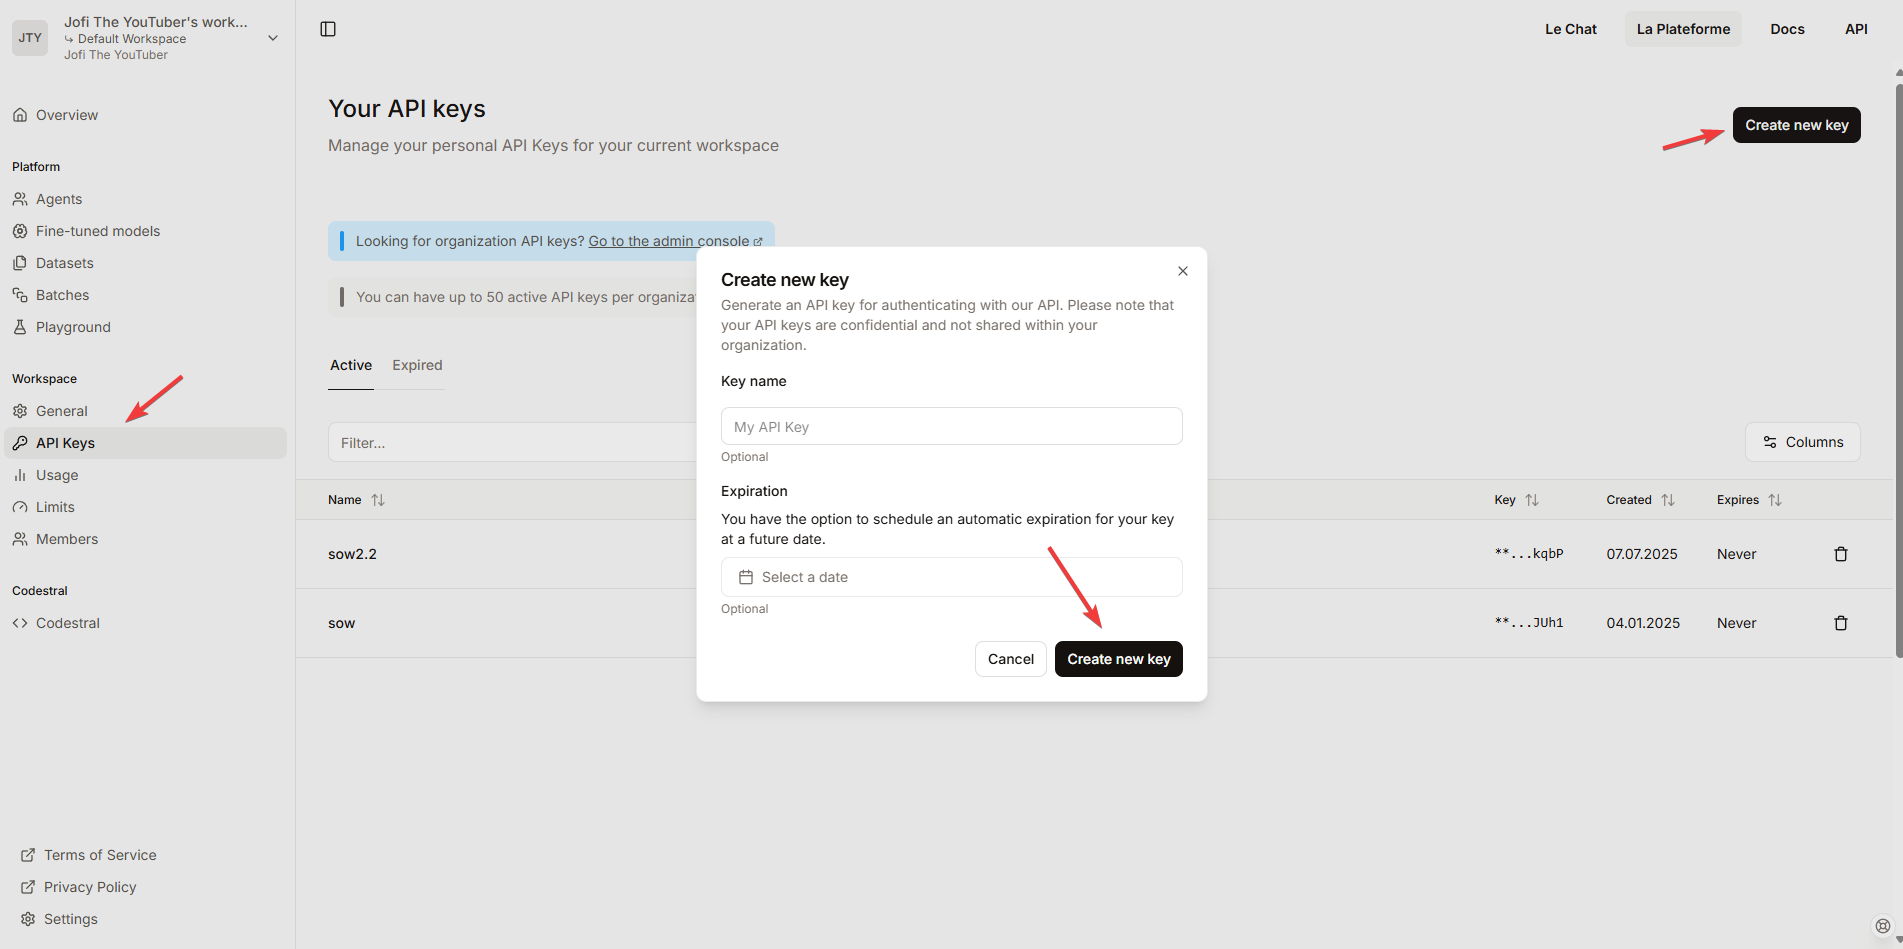 JTY
Jofi The YouTuber's work...
Default Workspace
Jofi The YouTuber
Overview
Platform
Agents
Fine-tuned models
Datasets
Batches
Playground
Workspace
General
API Keys
Usage
Limits
Members
Codestral
Codestral
Terms of Service
Privacy Policy
Settings
Le Chat
La Plateforme
Docs
API
Your API keys
Manage your personal API Keys for your current workspace
Create new key
Looking for organization API keys? Go to the admin console
You can have up to 50 active API keys per organiza
Active
Expired
Filter...
Columns
Name
Key
Created
Expires
sow2.2
**...kqbP
07.07.2025
Never
sow
**...JUh1
04.01.2025
Never
Create new key
Generate an API key for authenticating with our API. Please note that
your API keys are confidential and not shared within your
organization.
Key name
My API Key
Optional
Expiration
You have the option to schedule an automatic expiration for your key
at a future date.
Select a date
Optional
Cancel
Create new key